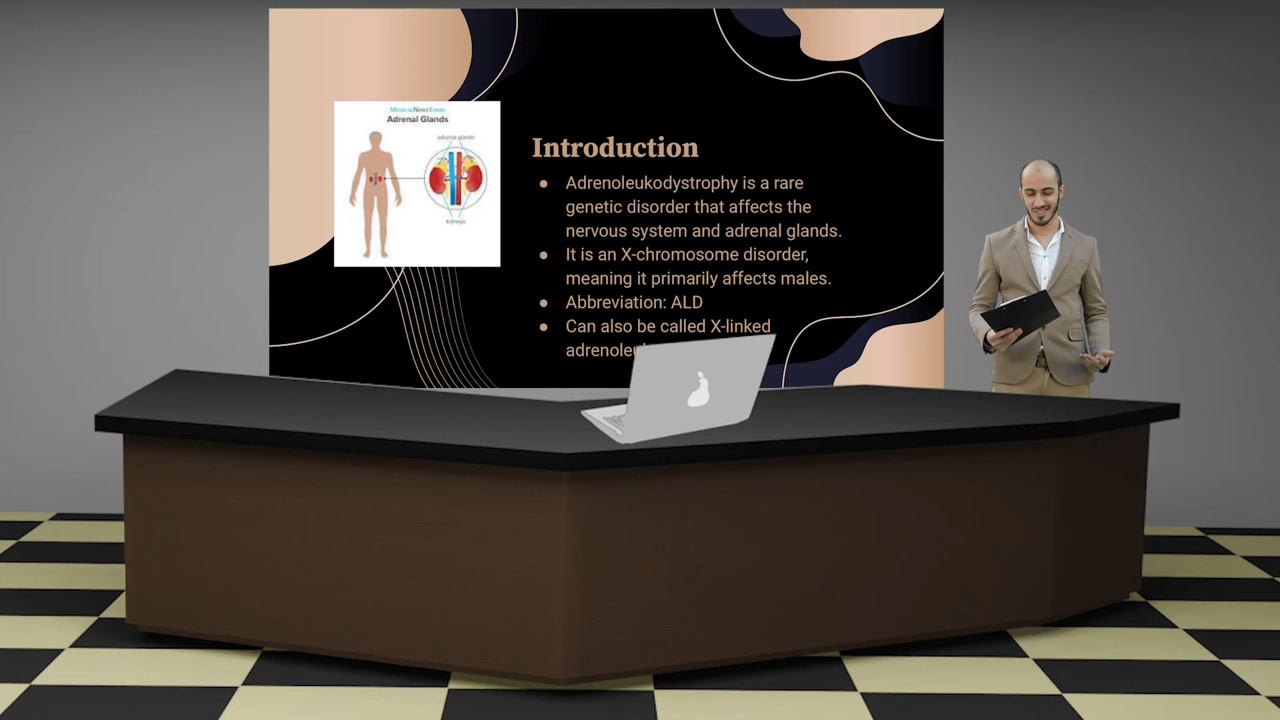 Medical News Today
Adrenal Glands
adrenal glands
kidneys
Introduction
● Adrenoleukodystrophy is a rare
genetic disorder that affects the
nervous system and adrenal glands.
● It is an X-chromosome disorder,
meaning it primarily affects males.
● Abbreviation: ALD
● Can also be called X-linked